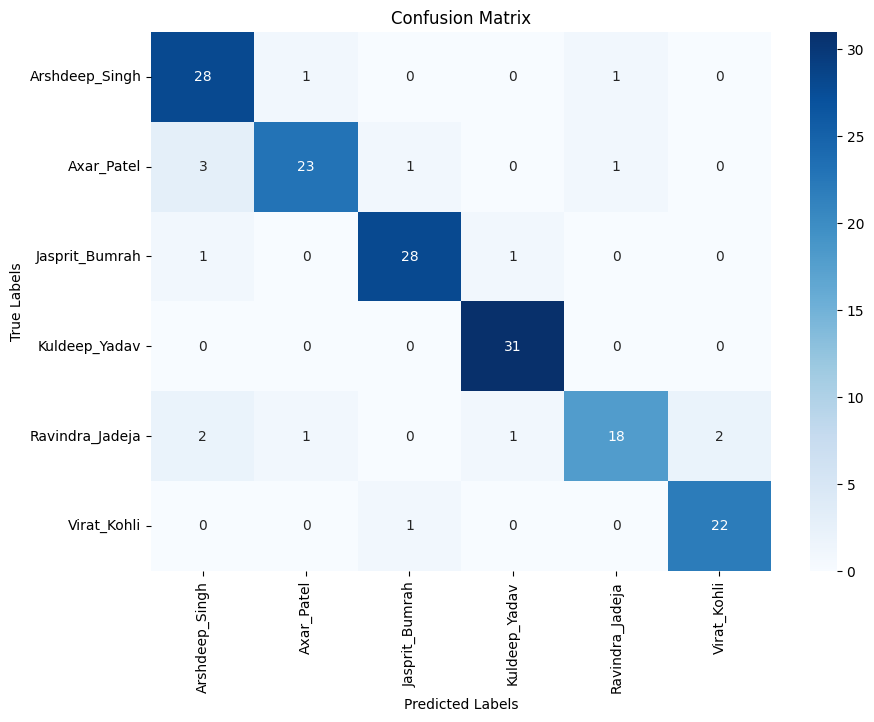 Confusion Matrix
True Labels
Arshdeep_Singh 28 1 0 0 1 0
Axar_Patel 3 23 1 0 1 0
Jasprit_Bumrah 1 0 28 1 0 0
Kuldeep_Yadav 0 0 0 31 0 0
Ravindra_Jadeja 2 1 0 1 18 2
Virat_Kohli 0 0 1 0 0 22
Arshdeep_Singh
Axar_Patel
Jasprit_Bumrah
Kuldeep_Yadav
Ravindra_Jadeja
Virat_Kohli
Predicted Labels
30
25
20
15
10
5
0